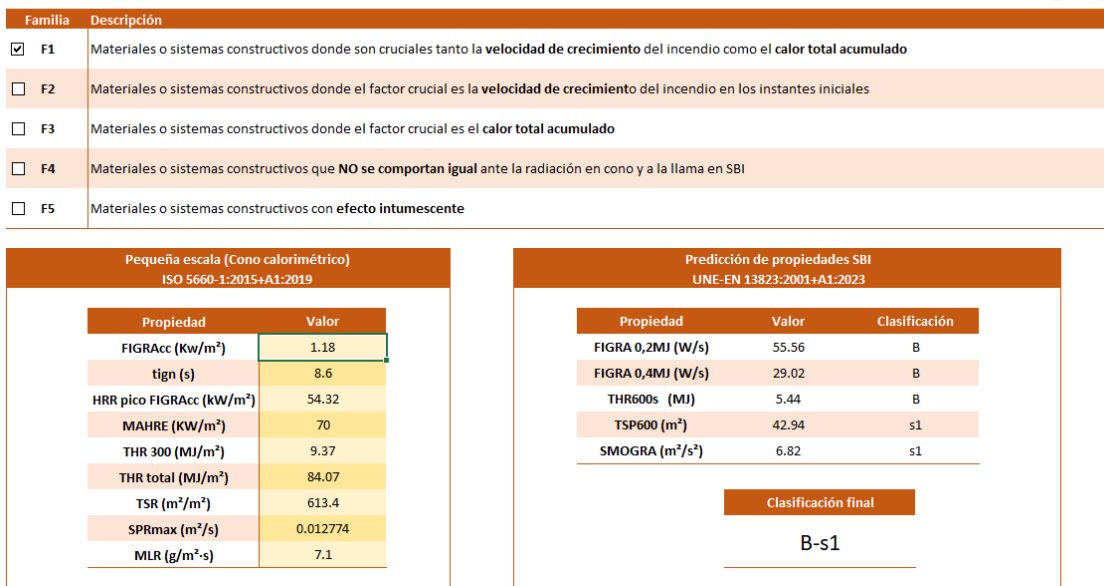 Familia Descripción
F1 Materiales o sistemas constructivos donde son cruciales tanto la velocidad de crecimiento del incendio como el calor total acumulado
F2 Materiales o sistemas constructivos donde el factor crucial es la velocidad de crecimiento del incendio en los instantes iniciales
F3 Materiales o sistemas constructivos donde el factor crucial es el calor total acumulado
F4 Materiales o sistemas constructivos que NO se comportan igual ante la radiación en cono y a la llama en SBI
F5 Materiales o sistemas constructivos con efecto intumescente
Pequeña escala (Cono calorimétrico)
ISO 5660-1:2015+A1:2019
Propiedad Valor
FIGRAcc (Kw/m²) 1.18
tign (s) 8.6
HRR pico FIGRAcc (kW/m²) 54.32
MAHRE (KW/m²) 70
THR 300 (MJ/m²) 9.37
THR total (MJ/m²) 84.07
TSR (m²/m²) 613.4
SPRmax (m²/s) 0.012774
MLR (g/m²·s) 7.1
Predicción de propiedades SBI
UNE-EN 13823:2001+A1:2023
Propiedad Valor Clasificación
FIGRA 0,2MJ (W/s) 55.56 B
FIGRA 0,4MJ (W/s) 29.02 B
THR600s (MJ) 5.44 B
TSP600 (m²) 42.94 s1
SMOGRA (m²/s²) 6.82 s1
Clasificación final
B-s1